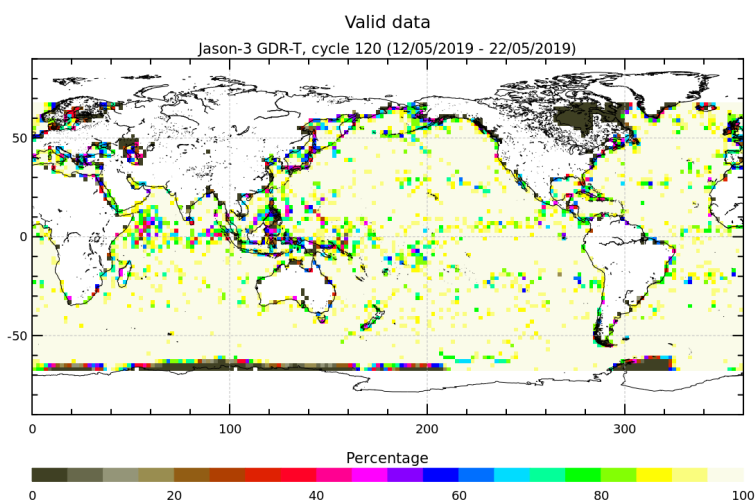 Valid data
Jason-3 GDR-T, cycle 120 (12/05/2019 - 22/05/2019)
50
0
-50
0 100 200 300
Percentage
0 20 40 60 80 100